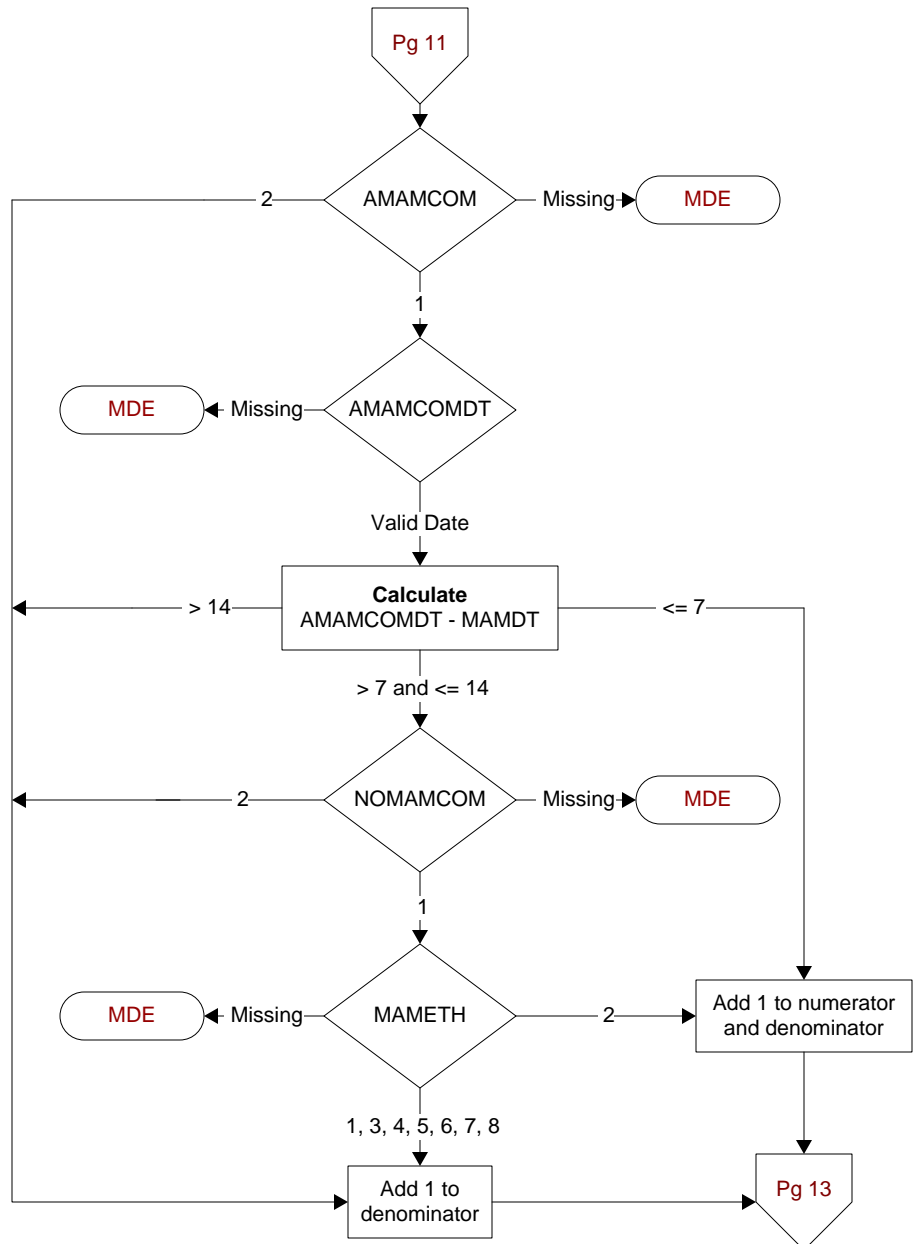 Pg 11
2
AMAMCOM
Missing
MDE
1
MDE
Missing
AMAMCOMDT
Valid Date
> 14
Calculate
AMAMCOMDT - MAMDT
<= 7
> 7 and <= 14
2
NOMAMCOM
Missing
MDE
1
MDE
Missing
MAMETH
2
Add 1 to numerator
and denominator
1, 3, 4, 5, 6, 7, 8
Add 1 to
denominator
Pg 13